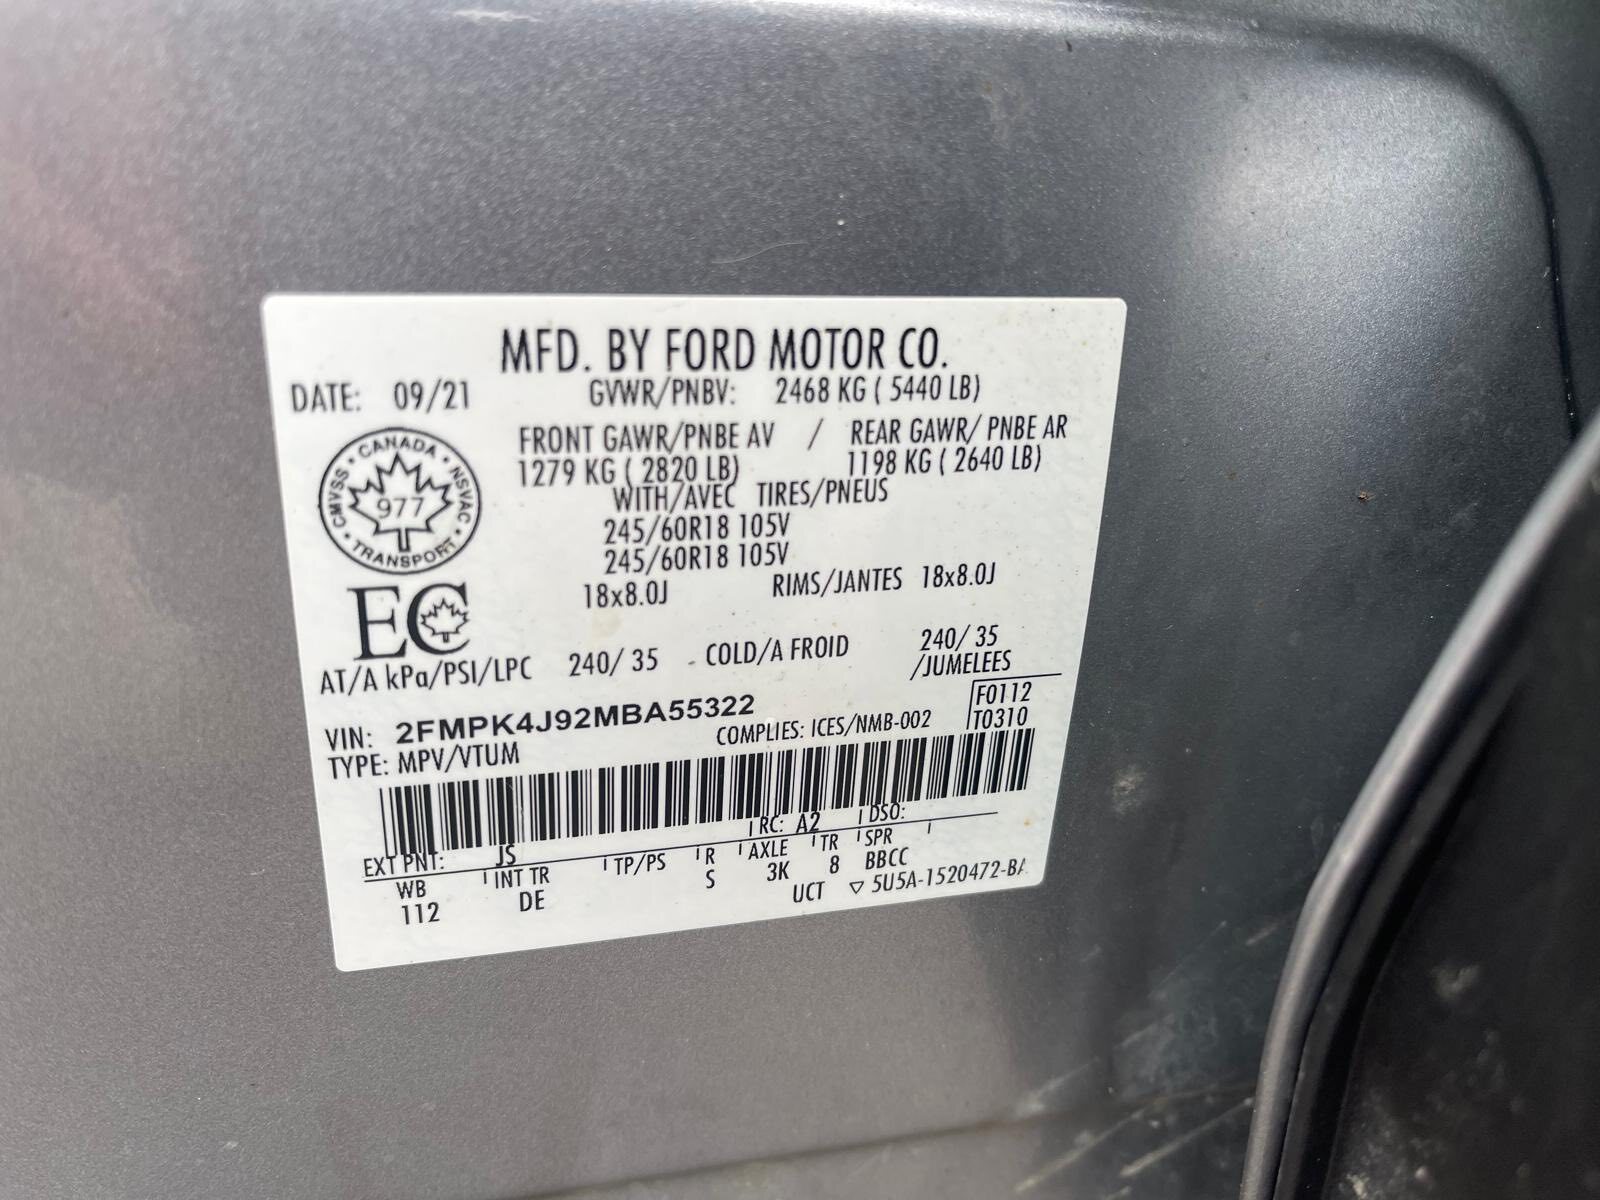 MFD. BY FORD MOTOR CO.
DATE: 09/21 GVWR/PNBV: 2468 KG ( 5440 LB)
FRONT GAWR/PNBE AV / REAR GAWR/ PNBE AR
1279 KG ( 2820 LB) 1198 KG ( 2640 LB)
WITH/AVEC TIRES/PNEUS
245/60R18 105V
245/60R18 105V
18x8.0J RIMS/JANTES 18x8.0J
CANADA
CMVSS 977 NSVAC
TRANSPORT
EC
AT/A kPa/PSI/LPC 240/ 35 COLD/A FROID 240/ 35
/JUMELEES
VIN: 2FMPK4J92MBA55322 F0112
TYPE: MPV/VTUM COMPLIES: ICES/NMB-002 T0310
RC: A2 DSO:
EXT PNT: JS
WB INT TR TP/PS R AXLE TR SPR
112 DE S 3K 8 BBCC
UCT ▽ 5U5A-1520472-BA